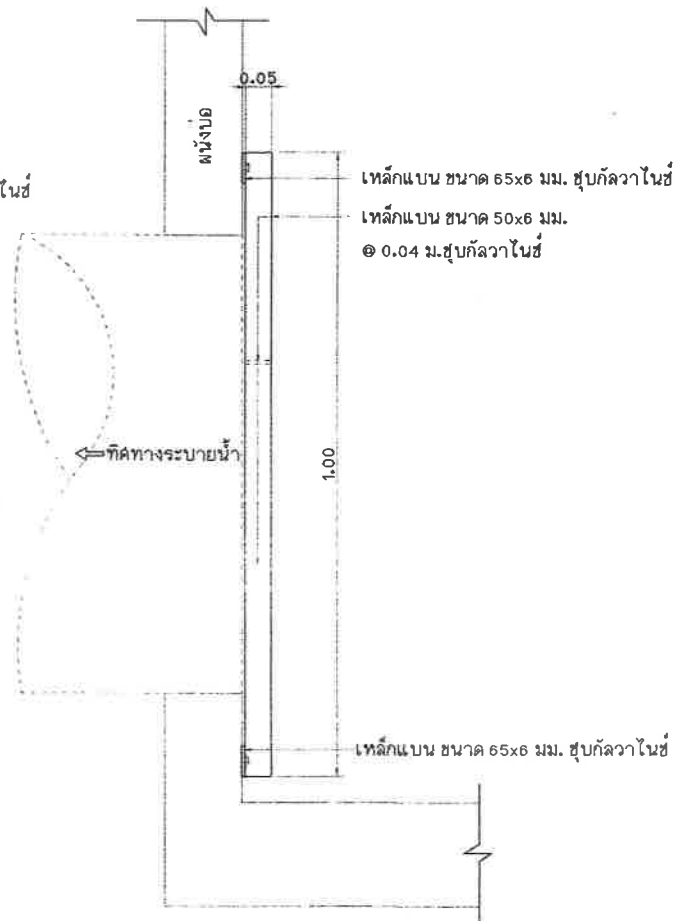 0.05
ผนังบ่อ
ไนซ์
เหล็กแบน ขนาด 65x6 มม. ชุบกัลวาไนซ์
เหล็กแบน ขนาด 50x6 มม.
@ 0.04 ม.ชุบกัลวาไนซ์
ทิศทางระบายน้ำ
1.00
เหล็กแบน ขนาด 65x6 มม. ชุบกัลวาไนซ์